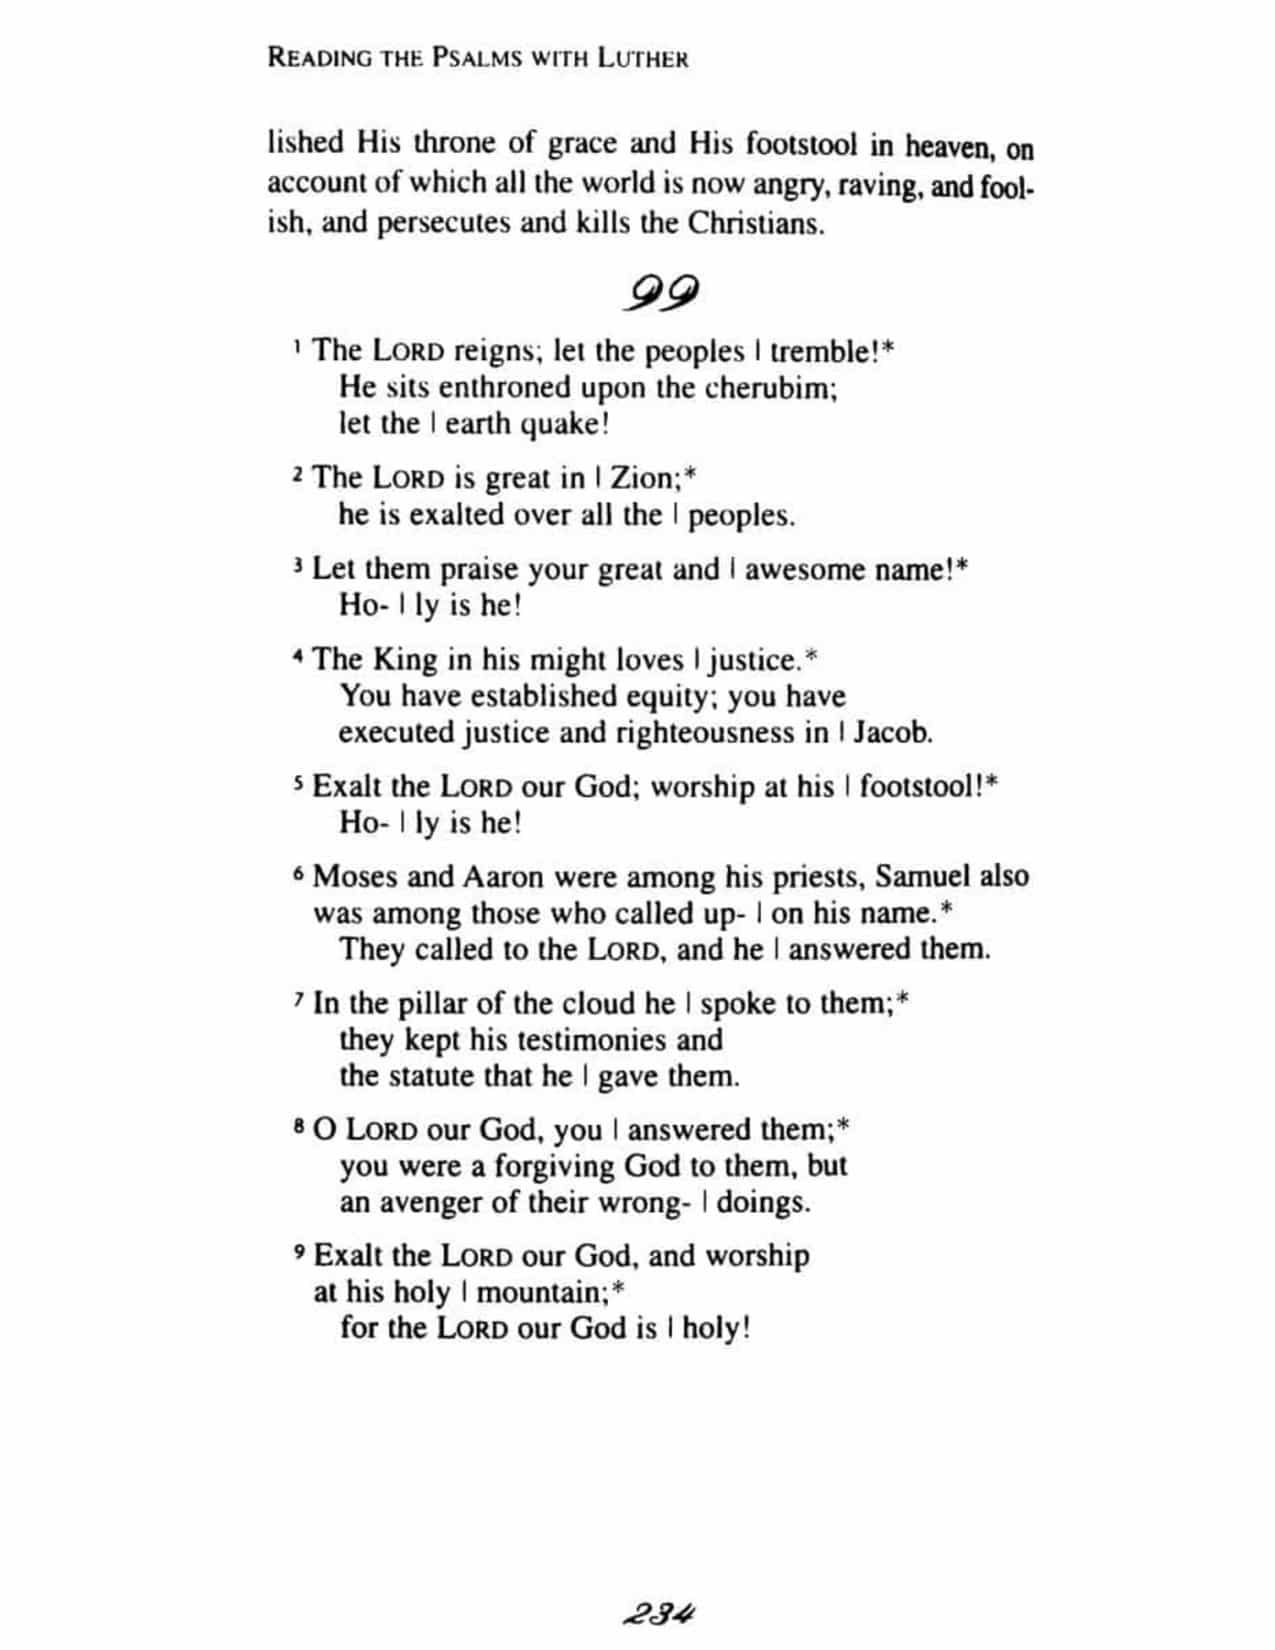 READING THE PSALMS WITH LUTHER
lished His throne of grace and His footstool in heaven, on
account of which all the world is now angry, raving, and fool-
ish, and persecutes and kills the Christians.
99
1 The LORD reigns; let the peoples | tremble!*
He sits enthroned upon the cherubim;
let the | earth quake!
2 The LORD is great in | Zion;*
he is exalted over all the | peoples.
3 Let them praise your great and | awesome name!*
Ho- | ly is he!
4 The King in his might loves | justice.*
You have established equity; you have
executed justice and righteousness in | Jacob.
5 Exalt the LORD our God; worship at his | footstool!*
Ho- | ly is he!
6 Moses and Aaron were among his priests, Samuel also
was among those who called up- | on his name.*
They called to the LORD, and he | answered them.
7 In the pillar of the cloud he | spoke to them;*
they kept his testimonies and
the statute that he | gave them.
8 O LORD our God, you | answered them;*
you were a forgiving God to them, but
an avenger of their wrong- | doings.
9 Exalt the LORD our God, and worship
at his holy | mountain;*
for the LORD our God is | holy!
234